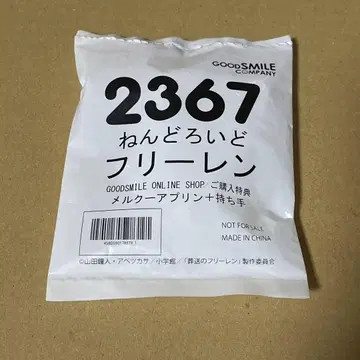 GOODSMILE
COMPANY
2367
ねんどろいど
フリーレン
GOODSMILE ONLINE SHOP ご購入特典
メルクーアプリン+持ち手
NOT FOR SALE
MADE IN CHINA
©山田鐘人・アベツカサ/小学館/「葬送のフリーレン」製作委員会